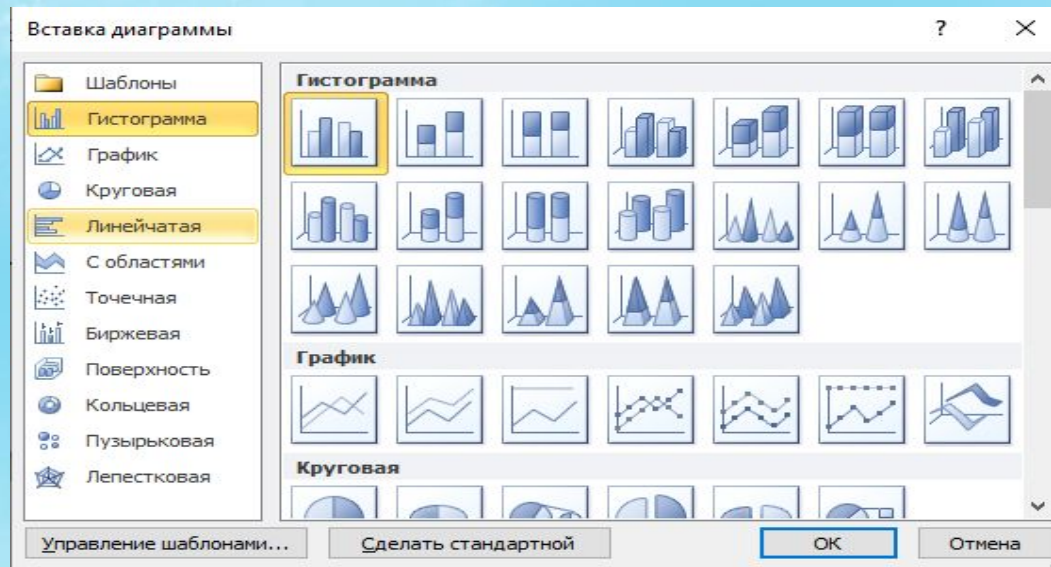 Вставка диаграммы
?
Шаблоны
Гистограмма
График
Круговая
Линейчатая
С областями
Точечная
Биржевая
Поверхность
Кольцевая
Пузырьковая
Лепестковая
Гистограмма
График
Круговая
Управление шаблонами...
Сделать стандартной
ОК
Отмена